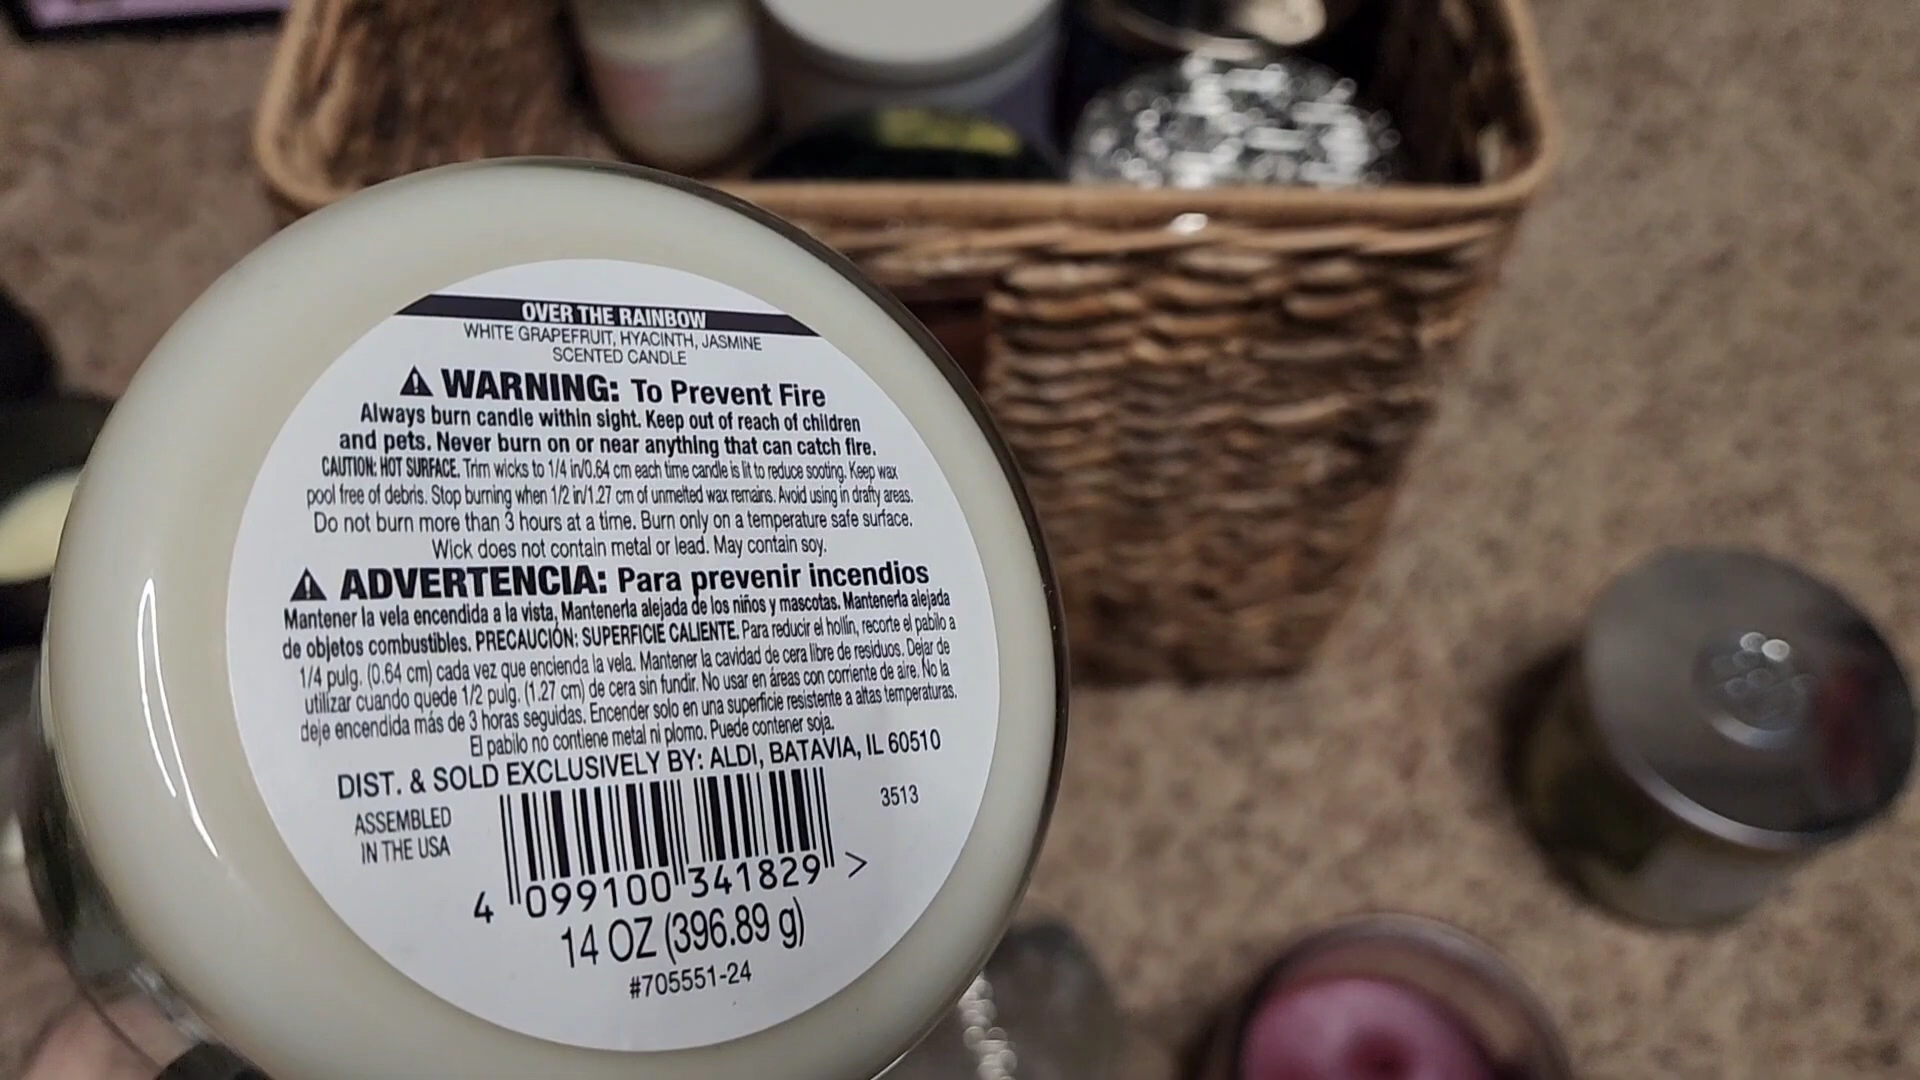 OVER THE RAINBOW
WHITE GRAPEFRUIT, HYACINTH, JASMINE
SCENTED CANDLE
⚠ WARNING: To Prevent Fire
Always burn candle within sight. Keep out of reach of children
and pets. Never burn on or near anything that can catch fire.
CAUTION: HOT SURFACE. Trim wicks to 1/4 in/0.64 cm each time candle is lit to reduce sooting. Keep wax
pool free of debris. Stop burning when 1/2 in/1.27 cm of unmelted wax remains. Avoid using in drafty areas.
Do not burn more than 3 hours at a time. Burn only on a temperature safe surface.
Wick does not contain metal or lead. May contain soy.
⚠ ADVERTENCIA: Para prevenir incendios
Mantener la vela encendida a la vista. Mantenerla alejada de los niños y mascotas. Mantenerla alejada
de objetos combustibles. PRECAUCIÓN: SUPERFICIE CALIENTE. Para reducir el hollín, recorte el pabilo a
1/4 pulg. (0.64 cm) cada vez que encienda la vela. Mantener la cavidad de cera libre de residuos. Dejar de
utilizar cuando quede 1/2 pulg. (1.27 cm) de cera sin fundir. No usar en áreas con corriente de aire. No la
deje encendida más de 3 horas seguidas. Encender solo en una superficie resistente a altas temperaturas.
El pabilo no contiene metal ni plomo. Puede contener soja.
DIST. & SOLD EXCLUSIVELY BY: ALDI, BATAVIA, IL 60510
ASSEMBLED
IN THE USA
3513
4 099100 341829 >
14 OZ (396.89 g)
#705551-24